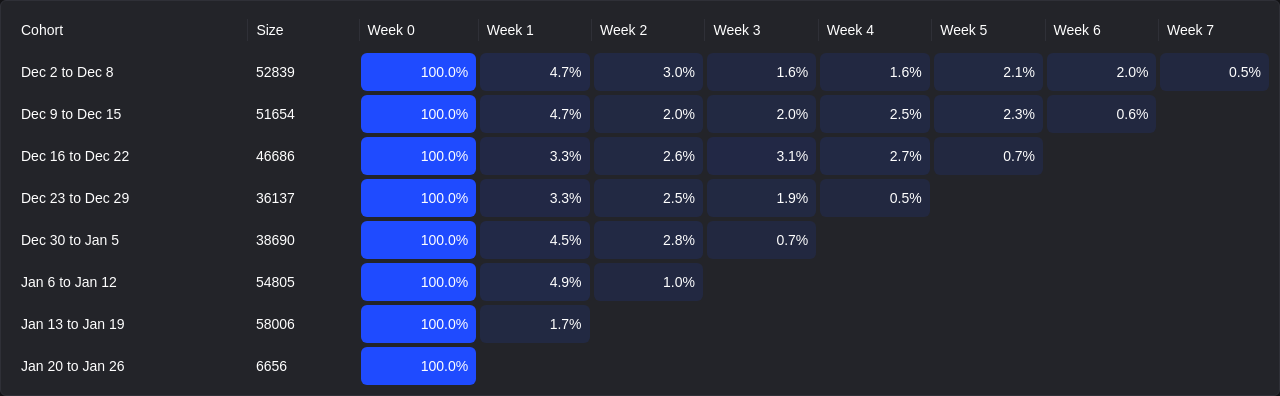 Cohort Size Week 0 Week 1 Week 2 Week 3 Week 4 Week 5 Week 6 Week 7
Dec 2 to Dec 8 52839 100.0% 4.7% 3.0% 1.6% 1.6% 2.1% 2.0% 0.5%
Dec 9 to Dec 15 51654 100.0% 4.7% 2.0% 2.0% 2.5% 2.3% 0.6%
Dec 16 to Dec 22 46686 100.0% 3.3% 2.6% 3.1% 2.7% 0.7%
Dec 23 to Dec 29 36137 100.0% 3.3% 2.5% 1.9% 0.5%
Dec 30 to Jan 5 38690 100.0% 4.5% 2.8% 0.7%
Jan 6 to Jan 12 54805 100.0% 4.9% 1.0%
Jan 13 to Jan 19 58006 100.0% 1.7%
Jan 20 to Jan 26 6656 100.0%